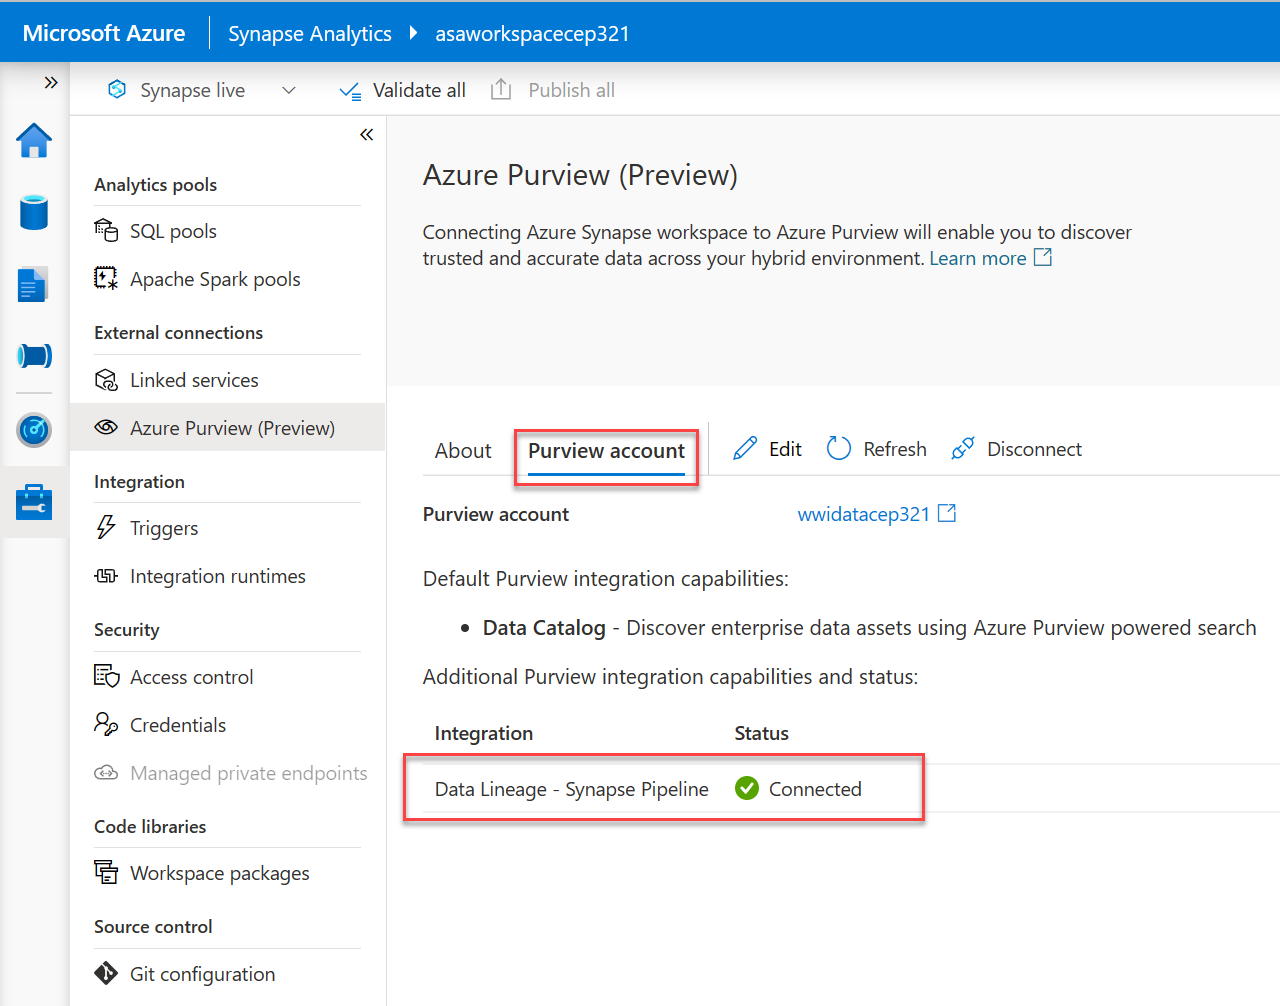 Microsoft Azure
Synapse Analytics
asaworkspacecep321
Synapse live
Validate all
Publish all
Analytics pools
SQL pools
Apache Spark pools
External connections
Linked services
Azure Purview (Preview)
Integration
Triggers
Integration runtimes
Security
Access control
Credentials
Managed private endpoints
Code libraries
Workspace packages
Source control
Git configuration
Azure Purview (Preview)
Connecting Azure Synapse workspace to Azure Purview will enable you to discover
trusted and accurate data across your hybrid environment. Learn more
About
Purview account
Edit
Refresh
Disconnect
Purview account
wwidatacep321
Default Purview integration capabilities:
• Data Catalog - Discover enterprise data assets using Azure Purview powered search
Additional Purview integration capabilities and status:
Integration
Status
Data Lineage - Synapse Pipeline
Connected